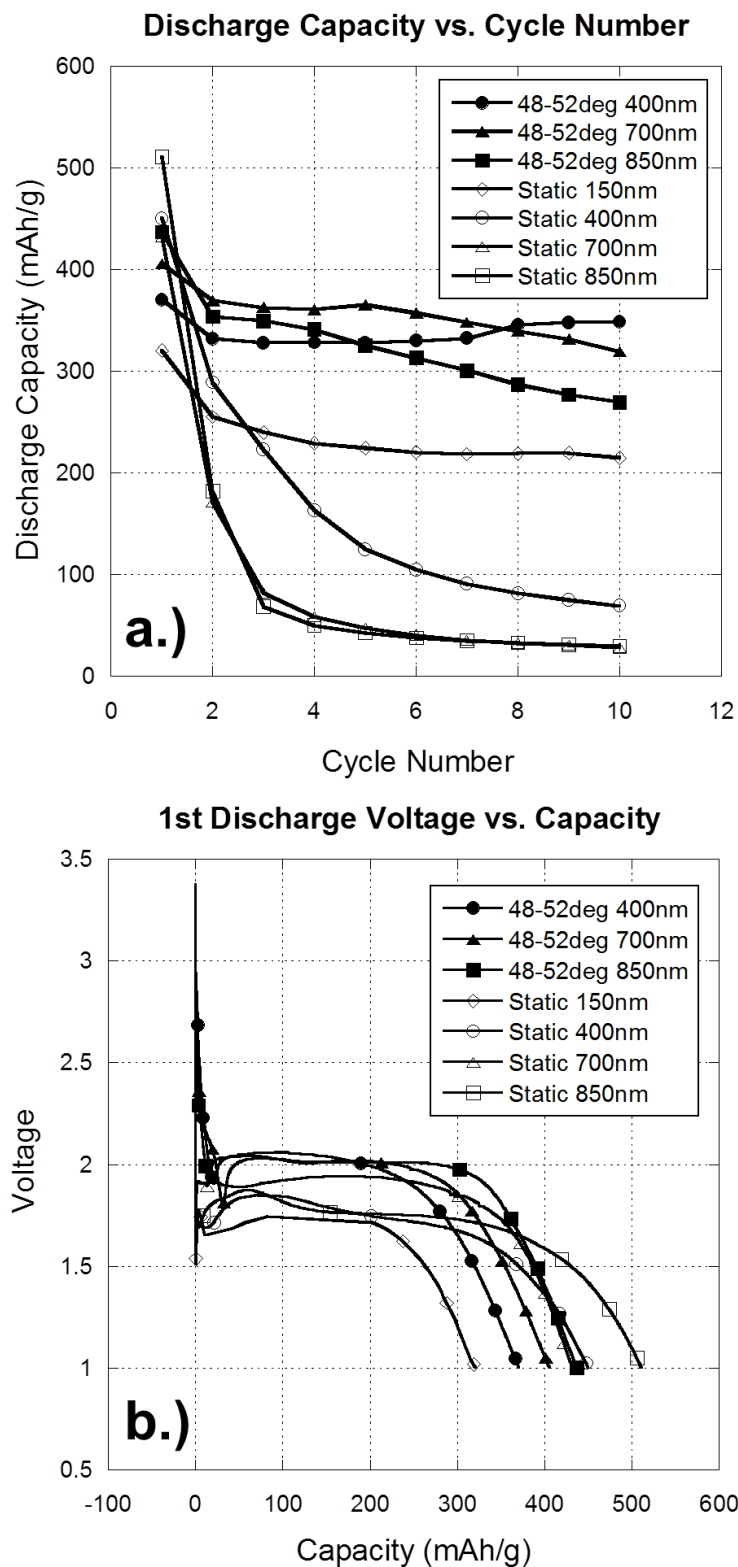 Discharge Capacity vs. Cycle Number
600
500
400
300
200
100
0
Discharge Capacity (mAh/g)
48-52deg 400nm
48-52deg 700nm
48-52deg 850nm
Static 150nm
Static 400nm
Static 700nm
Static 850nm
a.)
0 2 4 6 8 10 12
Cycle Number
1st Discharge Voltage vs. Capacity
3.5
3
2.5
2
1.5
1
0.5
Voltage
48-52deg 400nm
48-52deg 700nm
48-52deg 850nm
Static 150nm
Static 400nm
Static 700nm
Static 850nm
b.)
-100 0 100 200 300 400 500 600
Capacity (mAh/g)